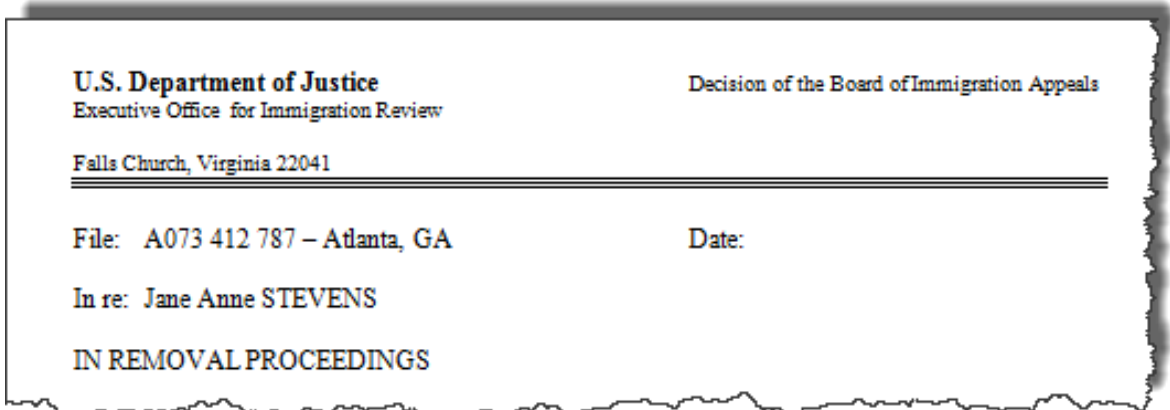 U.S. Department of Justice
Decision of the Board of Immigration Appeals
Executive Office for Immigration Review
Falls Church, Virginia 22041
File: A073 412 787 – Atlanta, GA
Date:
In re: Jane Anne STEVENS
IN REMOVAL PROCEEDINGS